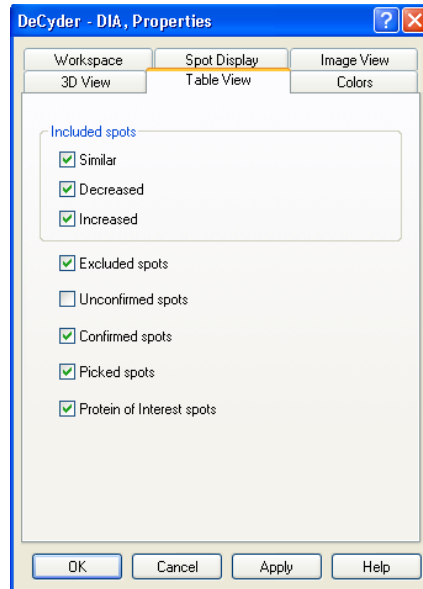 DeCyder - DIA, Properties
Workspace Spot Display Image View
3D View Table View Colors
Included spots
Similar
Decreased
Increased
Excluded spots
Unconfirmed spots
Confirmed spots
Picked spots
Protein of Interest spots
OK Cancel Apply Help